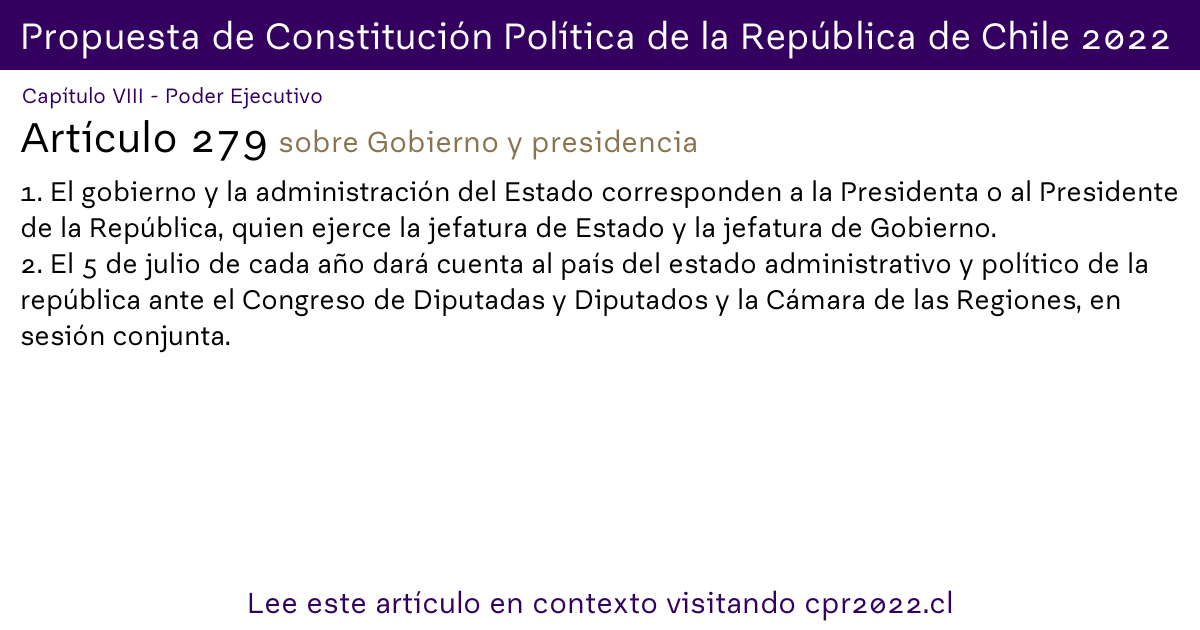 Propuesta de Constitución Política de la República de Chile 2022
Capítulo VIII - Poder Ejecutivo
Artículo 279 sobre Gobierno y presidencia
1. El gobierno y la administración del Estado corresponden a la Presidenta o al Presidente
de la República, quien ejerce la jefatura de Estado y la jefatura de Gobierno.
2. El 5 de julio de cada año dará cuenta al país del estado administrativo y político de la
república ante el Congreso de Diputadas y Diputados y la Cámara de las Regiones, en
sesión conjunta.
Lee este artículo en contexto visitando cpr2022.cl